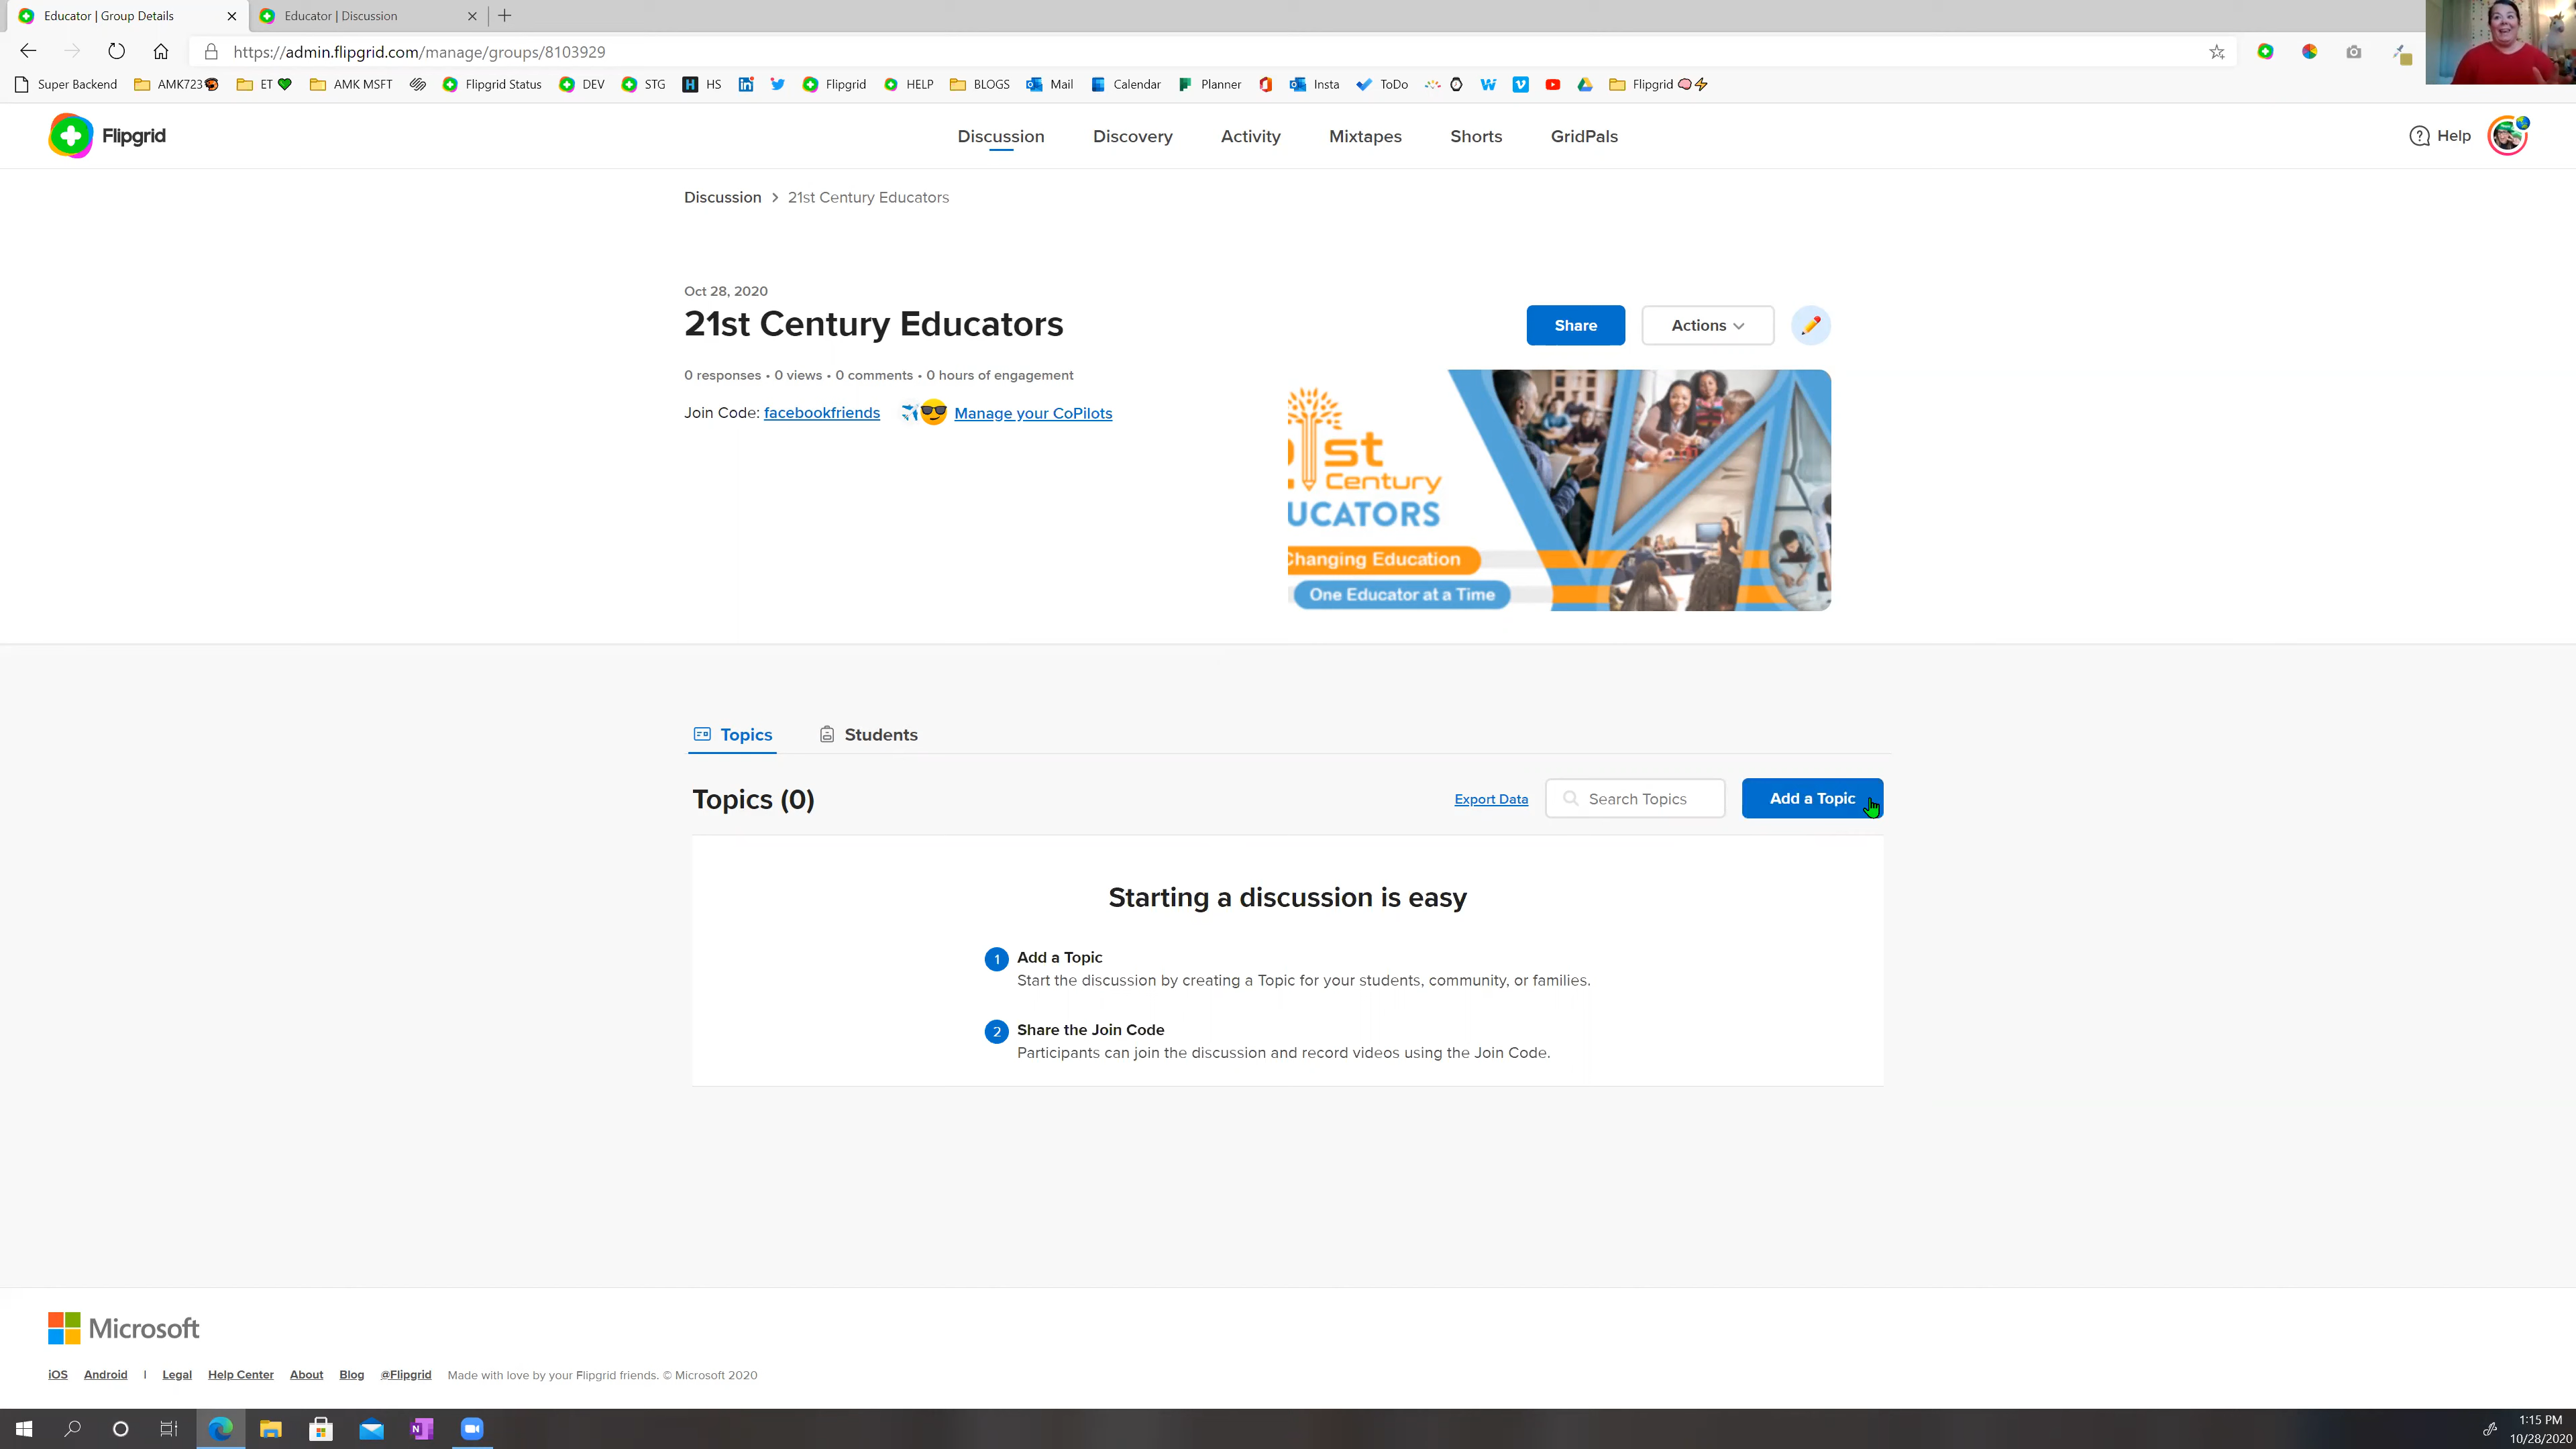 Educator | Group Details
Educator | Discussion
https://admin.flipgrid.com/manage/groups/8103929
Super Backend AMK723 ET AMK MSFT Flipgrid Status DEV STG HS Flipgrid HELP BLOGS Mail Calendar Planner Insta ToDo Flipgrid
Flipgrid
Discussion Discovery Activity Mixtapes Shorts GridPals
Help
Discussion > 21st Century Educators
Oct 28, 2020
21st Century Educators
Share Actions
0 responses • 0 views • 0 comments • 0 hours of engagement
Join Code: facebookfriends Manage your CoPilots
st
Century
UCATORS
Changing Education
One Educator at a Time
Topics Students
Topics (0)
Export Data Search Topics Add a Topic
Starting a discussion is easy
1 Add a Topic
Start the discussion by creating a Topic for your students, community, or families.
2 Share the Join Code
Participants can join the discussion and record videos using the Join Code.
Microsoft
iOS Android | Legal Help Center About Blog @Flipgrid Made with love by your Flipgrid friends. © Microsoft 2020
1:15 PM
10/28/2020